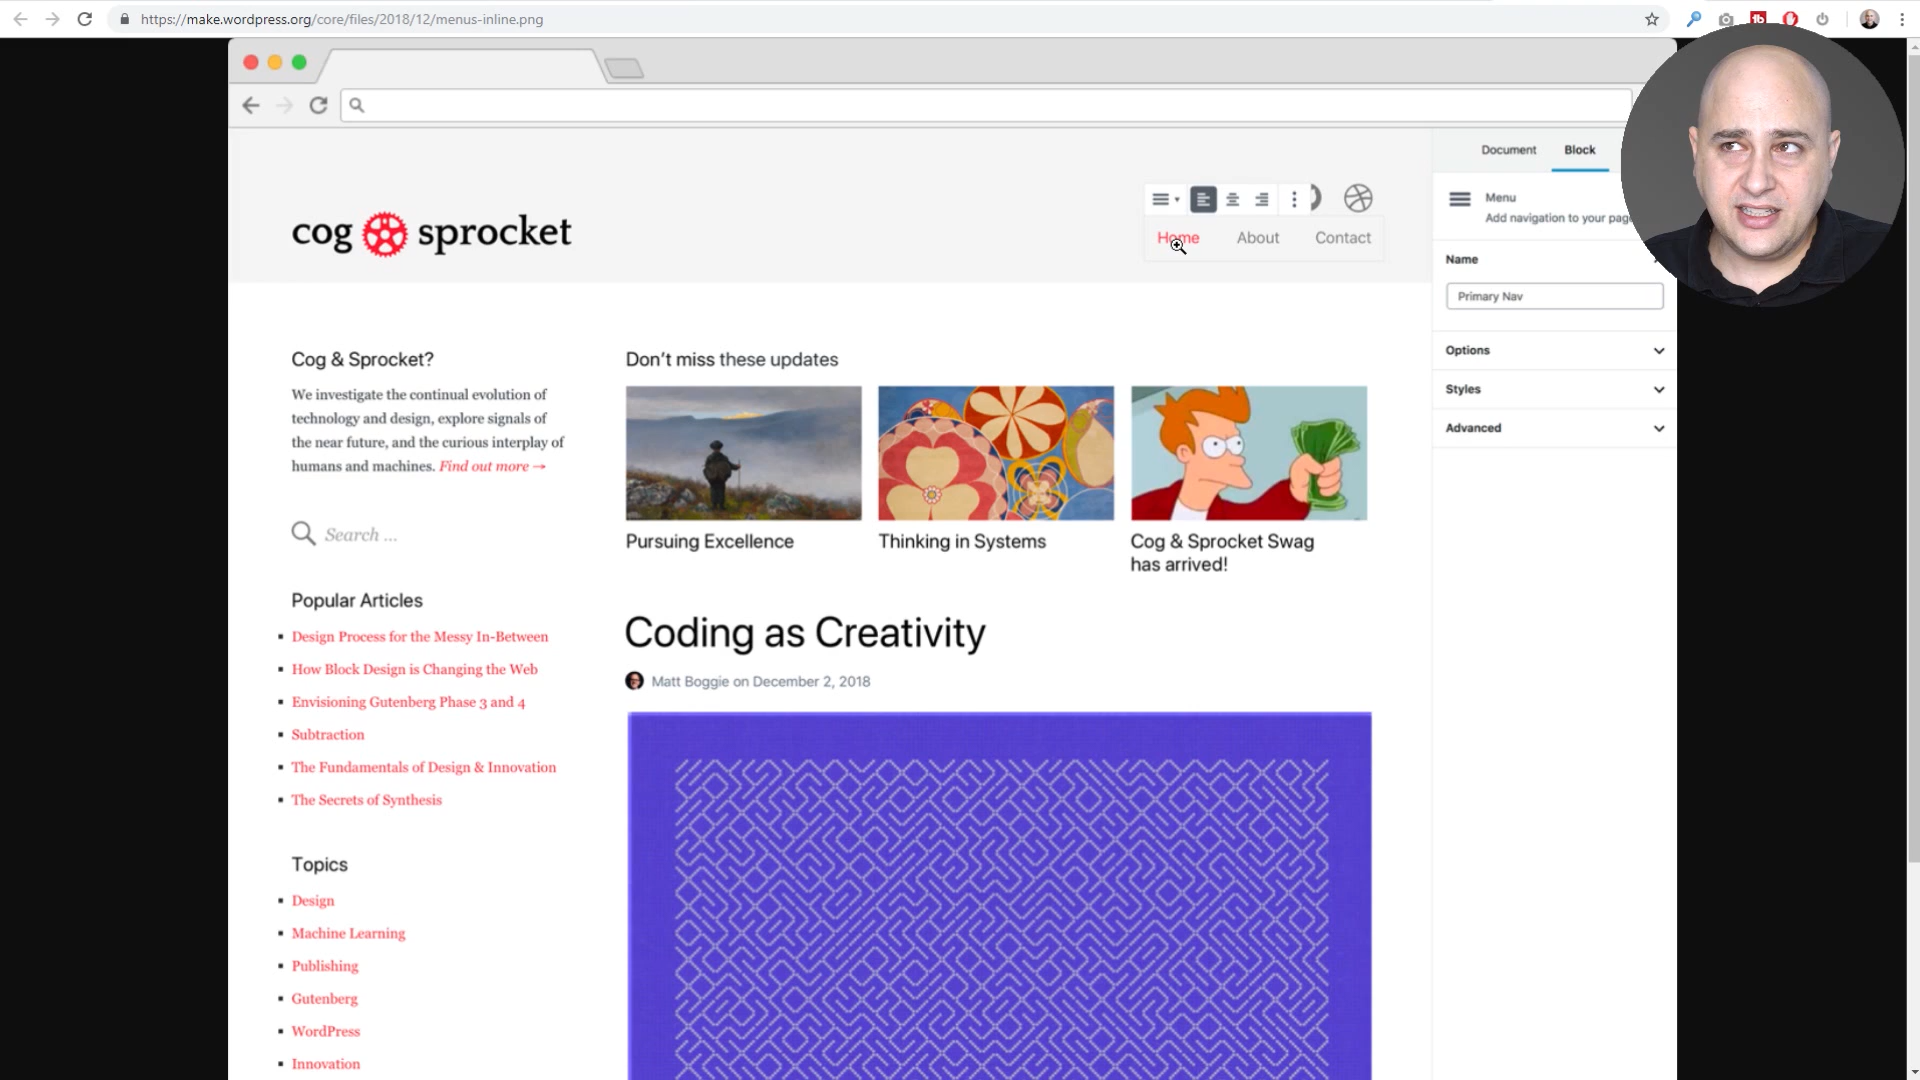 https://make.wordpress.org/core/files/2018/12/menus-inline.png
Document
Block
cog sprocket
Home
About
Contact
Menu
Add navigation to your page
Name
Primary Nav
Options
Styles
Advanced
Cog & Sprocket?
We investigate the continual evolution of
technology and design, explore signals of
the near future, and the curious interplay of
humans and machines. Find out more →
Search ...
Popular Articles
Design Process for the Messy In-Between
How Block Design is Changing the Web
Envisioning Gutenberg Phase 3 and 4
Subtraction
The Fundamentals of Design & Innovation
The Secrets of Synthesis
Topics
Design
Machine Learning
Publishing
Gutenberg
WordPress
Innovation
Don't miss these updates
Pursuing Excellence
Thinking in Systems
Cog & Sprocket Swag
has arrived!
Coding as Creativity
Matt Boggie on December 2, 2018